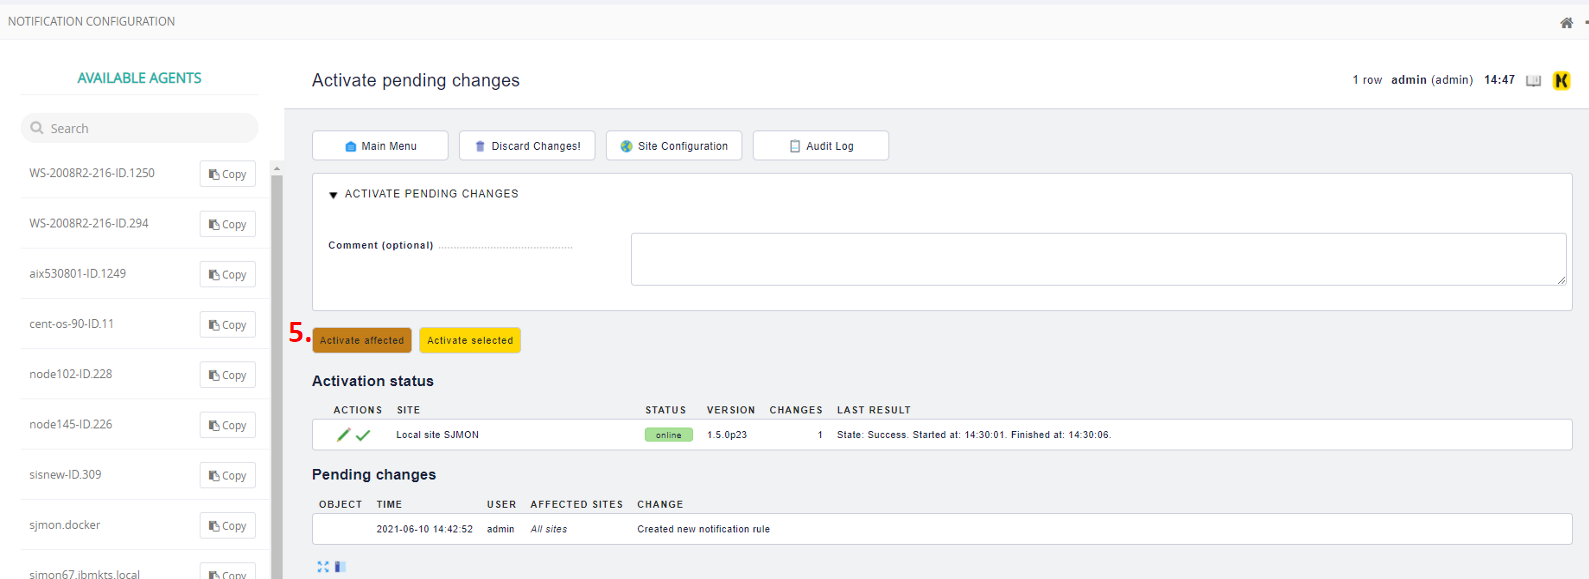 NOTIFICATION CONFIGURATION
AVAILABLE AGENTS
Search
WS-2008R2-216-ID.1250 Copy
WS-2008R2-216-ID.294 Copy
aix530801-ID.1249 Copy
cent-os-90-ID.11 Copy
node102-ID.228 Copy
node145-ID.226 Copy
sisnew-ID.309 Copy
sjmon.docker Copy
simon67.ibmkts.local Copy
Activate pending changes
1 row admin (admin) 14:47
Main Menu Discard Changes! Site Configuration Audit Log
ACTIVATE PENDING CHANGES
Comment (optional)
5. Activate affected Activate selected
Activation status
ACTIONS SITE STATUS VERSION CHANGES LAST RESULT
Local site SJMON online 1.5.0p23 1 State: Success. Started at: 14:30:01. Finished at: 14:30:06.
Pending changes
OBJECT TIME USER AFFECTED SITES CHANGE
2021-06-10 14:42:52 admin All sites Created new notification rule